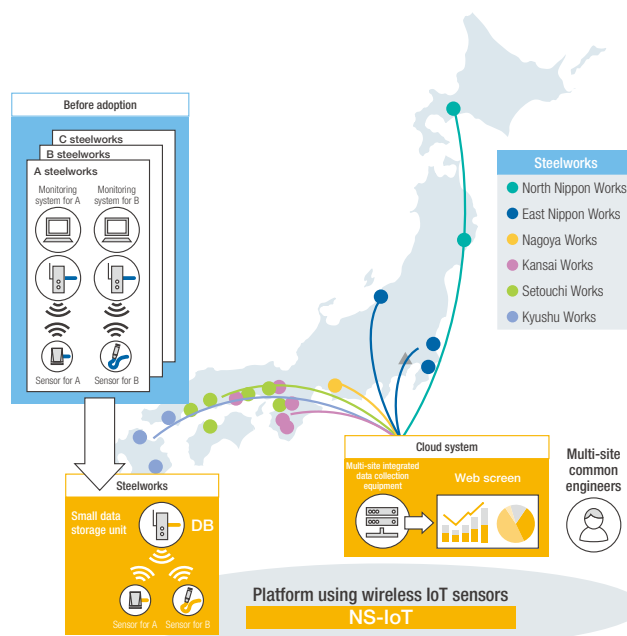 Before adoption
C steelworks
B steelworks
A steelworks
Monitoring
system for A
Monitoring
system for B
Sensor for A
Sensor for B
Steelworks
North Nippon Works
East Nippon Works
Nagoya Works
Kansai Works
Setouchi Works
Kyushu Works
Steelworks
Small data
storage unit
DB
Sensor for A
Sensor for B
Cloud system
Multi-site integrated
data collection
equipment
Web screen
Multi-site
common
engineers
Platform using wireless IoT sensors
NS-IoT